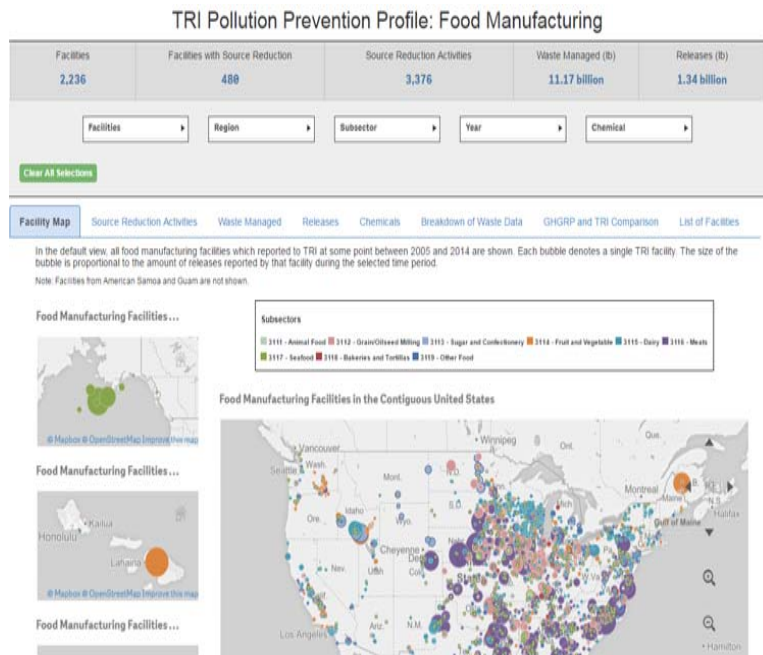 TRI Pollution Prevention Profile: Food Manufacturing
Facilities
Facilities with Source Reduction
Source Reduction Activities
Waste Managed (lb)
Releases (lb)
2,236
480
3,376
11.17 billion
1.34 billion
Facilities
Region
Subsector
Year
Chemical
Clear All Selections
Facility Map
Source Reduction Activities
Waste Managed
Releases
Chemicals
Breakdown of Waste Data
GHGRP and TRI Comparison
List of Facilities
In the default view, all food manufacturing facilities which reported to TRI at some point between 2005 and 2014 are shown. Each bubble denotes a single TRI facility. The size of the
bubble is proportional to the amount of releases reported by that facility during the selected time period.
Note: Facilities from American Samoa and Guam are not shown.
Food Manufacturing Facilities...
Subsectors
3111 - Animal Food 3112 - Grain/Oilseed Milling 3113 - Sugar and Confectionery 3114 - Fruit and Vegetable 3115 - Dairy 3116 - Meats
3117 - Seafood 3118 - Bakeries and Tortillas 3119 - Other Food
© Mapbox © OpenStreetMap Improve this map
Food Manufacturing Facilities in the Contiguous United States
Food Manufacturing Facilities...
Kailua
Honolulu
Lahaina
© Mapbox © OpenStreetMap Improve this map
Food Manufacturing Facilities...
Vancouver
Winnipeg
Ont.
Que.
Seattle
Wash.
Mont.
N.D.
Montreal
Maine
N.B.
N.S.
Halifax
Ore.
Idaho
Wyo.
S.D.
Mich
Gulf of Maine
Cheyenne
Neb
Pa.
Nev.
Utah
Col
State
W.Va
Calif.
Los Angeles
Ariz.
N.M.
Hamilton